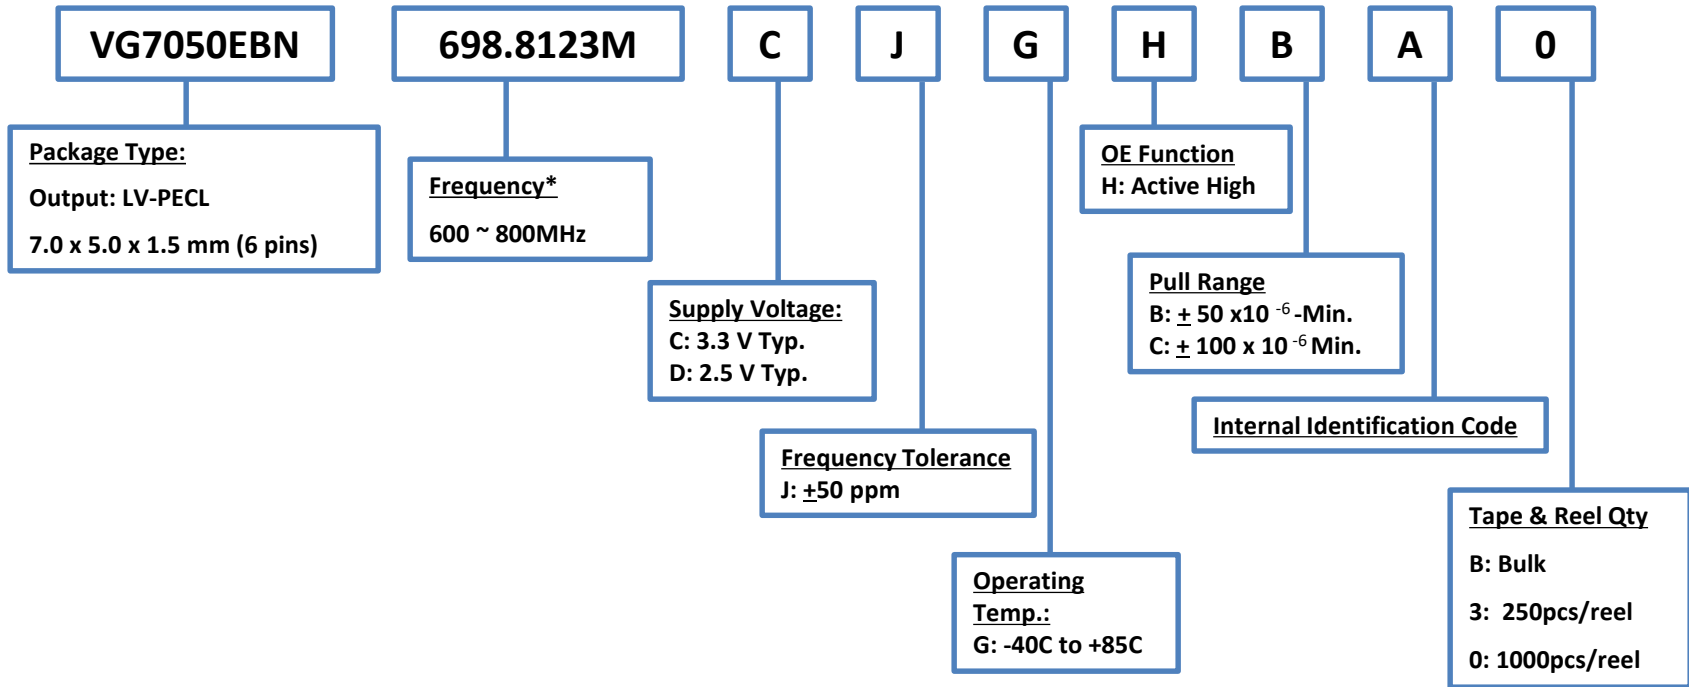 VG7050EBN 698.8123M C J G H B A 0
Package Type:
Output: LV-PECL
7.0 x 5.0 x 1.5 mm (6 pins)
Frequency*
600 ~ 800MHz
Supply Voltage:
C: 3.3 V Typ.
D: 2.5 V Typ.
Frequency Tolerance
J: ±50 ppm
Operating
Temp.:
G: -40C to +85C
OE Function
H: Active High
Pull Range
B: ± 50 x10 -6 -Min.
C: ± 100 x 10 -6 Min.
Internal Identification Code
Tape & Reel Qty
B: Bulk
3: 250pcs/reel
0: 1000pcs/reel